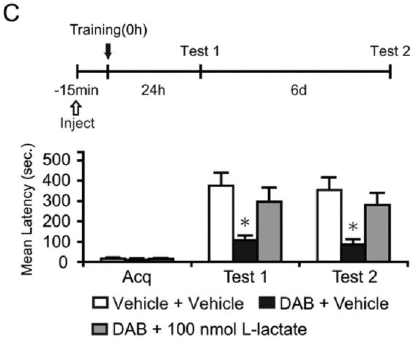 C
Training(0h)
Test 1
Test 2
-15min
24h
6d
Inject
Mean Latency (sec.)
500
400
300
200
100
0
*
*
Acq
Test 1
Test 2
Vehicle + Vehicle
DAB + Vehicle
DAB + 100 nmol L-lactate